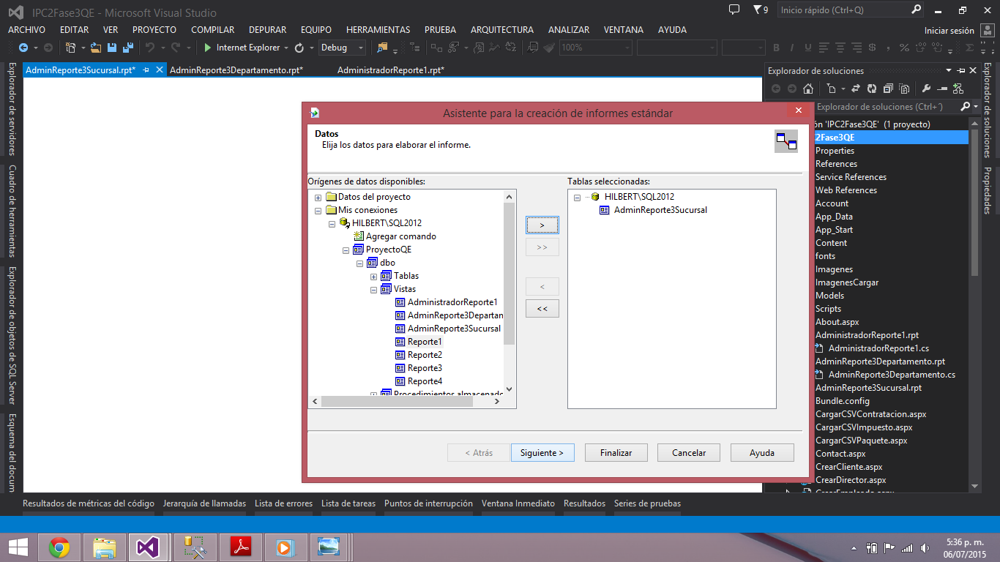 IPC2Fase3QE - Microsoft Visual Studio
9
Inicio rápido (Ctrl+Q)
ARCHIVO EDITAR VER PROYECTO COMPILAR DEPURAR EQUIPO HERRAMIENTAS PRUEBA ARQUITECTURA ANALIZAR VENTANA AYUDA
Iniciar sesión
Internet Explorer Debug 100%
AdminReporte3Sucursal.rpt* AdminReporte3Departamento.rpt* AdministradorReporte1.rpt*
Explorador de servidores
Cuadro de herramientas
Explorador de objetos de SQL Server
Esquema del docum
Asistente para la creación de informes estándar
Datos
Elija los datos para elaborar el informe.
Orígenes de datos disponibles:
Datos del proyecto
Mis conexiones
HILBERT\SQL2012
Agregar comando
ProyectoQE
dbo
Tablas
Vistas
AdministradorReporte1
AdminReporte3Departan
AdminReporte3Sucursal
Reporte1
Reporte2
Reporte3
Reporte4
Procedimientos almacenado
>
>>
<
<<
Tablas seleccionadas:
HILBERT\SQL2012
AdminReporte3Sucursal
< Atrás Siguiente > Finalizar Cancelar Ayuda
Explorador de soluciones
Explorador de soluciones (Ctrl+´)
ón 'IPC2Fase3QE' (1 proyecto)
2Fase3QE
Properties
References
Service References
Web References
Account
App_Data
App_Start
Content
fonts
Imagenes
ImagenesCargar
Models
Scripts
About.aspx
AdministradorReporte1.rpt
AdministradorReporte1.cs
AdminReporte3Departamento.rpt
AdminReporte3Departamento.cs
AdminReporte3Sucursal.rpt
Bundle.config
CargarCSVContratacion.aspx
CargarCSVImpuesto.aspx
CargarCSVPaquete.aspx
Contact.aspx
CrearCliente.aspx
CrearDirector.aspx
CrearEmpleado.aspx
Explorador de soluciones
Propiedades
Resultados de métricas del código Jerarquía de llamadas Lista de errores Lista de tareas Puntos de interrupción Ventana Inmediato Resultados Series de pruebas
5:36 p. m.
06/07/2015